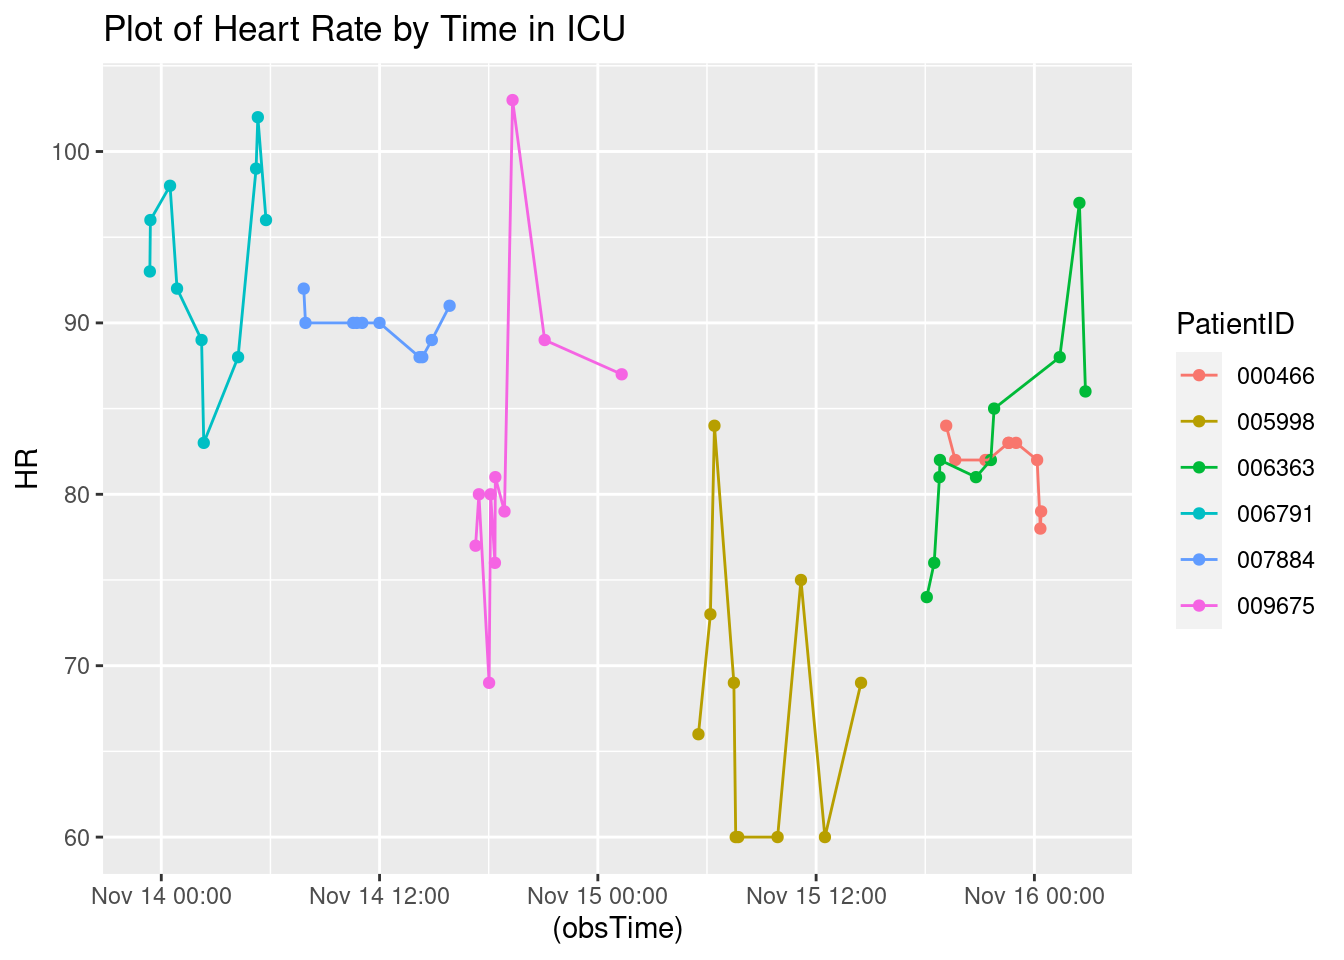 Plot of Heart Rate by Time in ICU
HR
100
90
80
70
60
Nov 14 00:00 Nov 14 12:00 Nov 15 00:00 Nov 15 12:00 Nov 16 00:00
(obsTime)
PatientID
000466
005998
006363
006791
007884
009675